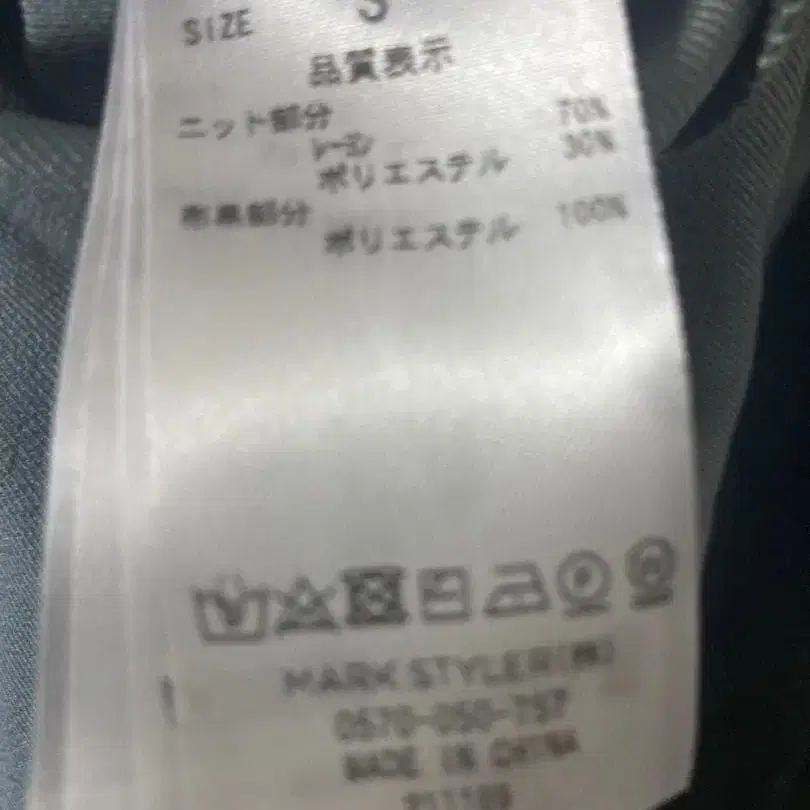 SIZE S
品質表示
ニット部分
レーヨン 70%
ポリエステル 30%
布帛部分
ポリエステル 100%
MARK STYLER(株)
0570-050-757
MADE IN CHINA